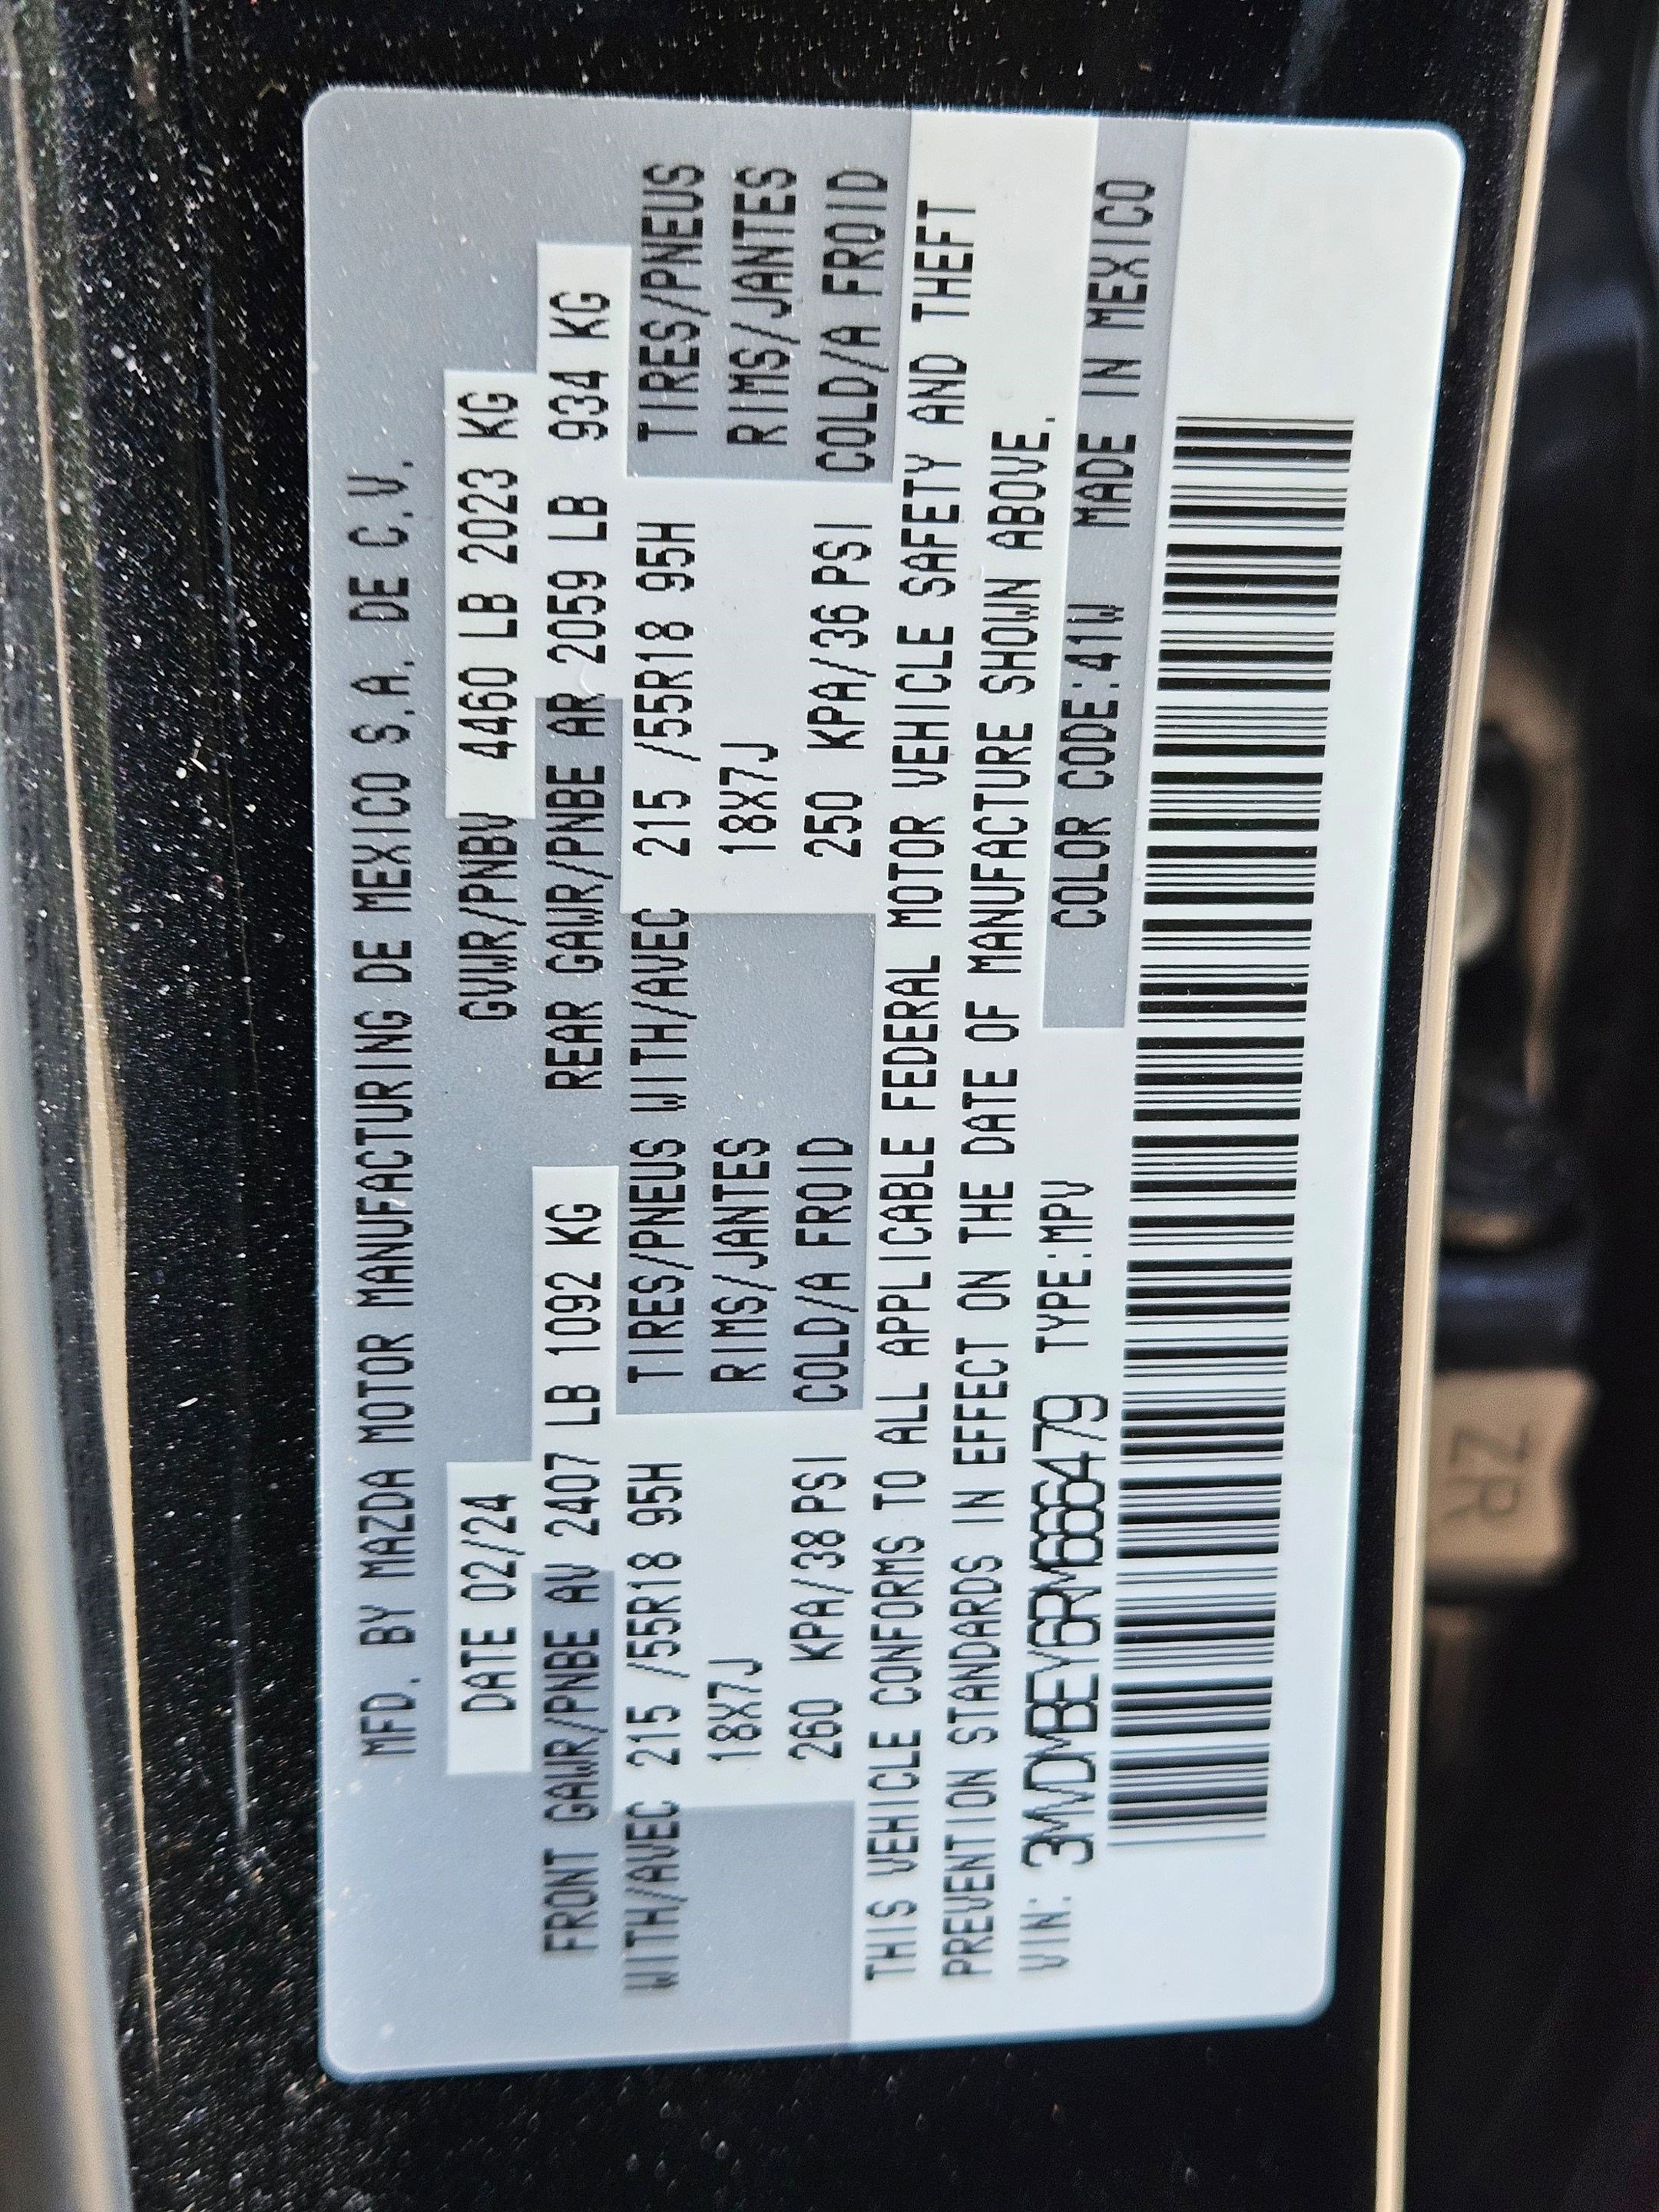 MFD. BY MAZDA MOTOR MANUFACTURING DE MEXICO S.A. DE C.V.
DATE 02/24 GVWR/PNBV 4460 LB 2023 KG
FRONT GAWR/PNBE AV 2407 LB 1092 KG REAR GAWR/PNBE AR 2059 LB 934 KG
WITH/AVEC 215 /55R18 95H TIRES/PNEUS WITH/AVEC 215 /55R18 95H TIRES/PNEUS
18X7J RIMS/JANTES 18X7J RIMS/JANTES
260 KPA/38 PSI COLD/A FROID 250 KPA/36 PSI COLD/A FROID
THIS VEHICLE CONFORMS TO ALL APPLICABLE FEDERAL MOTOR VEHICLE SAFETY AND THEFT
PREVENTION STANDARDS IN EFFECT ON THE DATE OF MANUFACTURE SHOWN ABOVE.
VIN: 3MVDMBEY6RM666479 TYPE:MPV COLOR CODE:41W MADE IN MEXICO
ZR